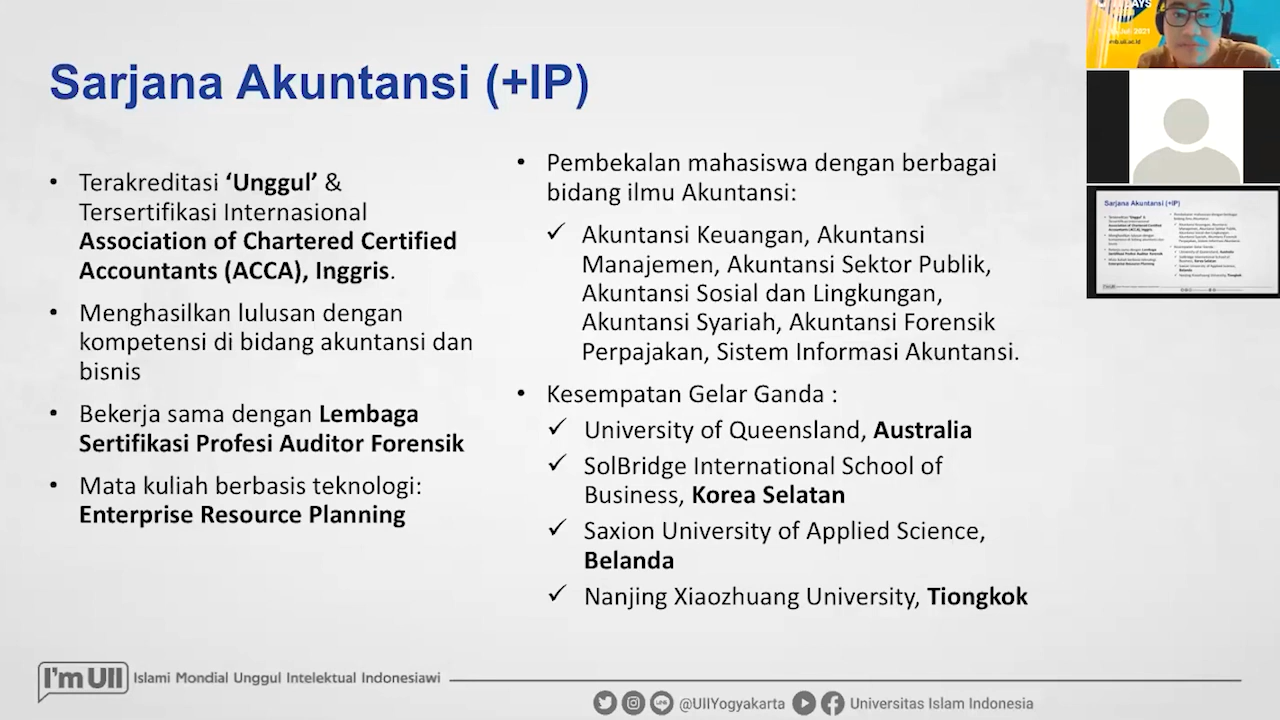 Sarjana Akuntansi (+IP)
• Terakreditasi ‘Unggul’ &
Tersertifikasi Internasional
Association of Chartered Certified
Accountants (ACCA), Inggris.
• Menghasilkan lulusan dengan
kompetensi di bidang akuntansi dan
bisnis
• Bekerja sama dengan Lembaga
Sertifikasi Profesi Auditor Forensik
• Mata kuliah berbasis teknologi:
Enterprise Resource Planning
• Pembekalan mahasiswa dengan berbagai
bidang ilmu Akuntansi:
✓ Akuntansi Keuangan, Akuntansi
Manajemen, Akuntansi Sektor Publik,
Akuntansi Sosial dan Lingkungan,
Akuntansi Syariah, Akuntansi Forensik
Perpajakan, Sistem Informasi Akuntansi.
• Kesempatan Gelar Ganda :
✓ University of Queensland, Australia
✓ SolBridge International School of
Business, Korea Selatan
✓ Saxion University of Applied Science,
Belanda
✓ Nanjing Xiaozhuang University, Tiongkok
I'm UII Islami Mondial Unggul Intelektual Indonesiawi
@UIIYogyakarta Universitas Islam Indonesia
Juli 2021
Sarjana Akuntansi (+IP)